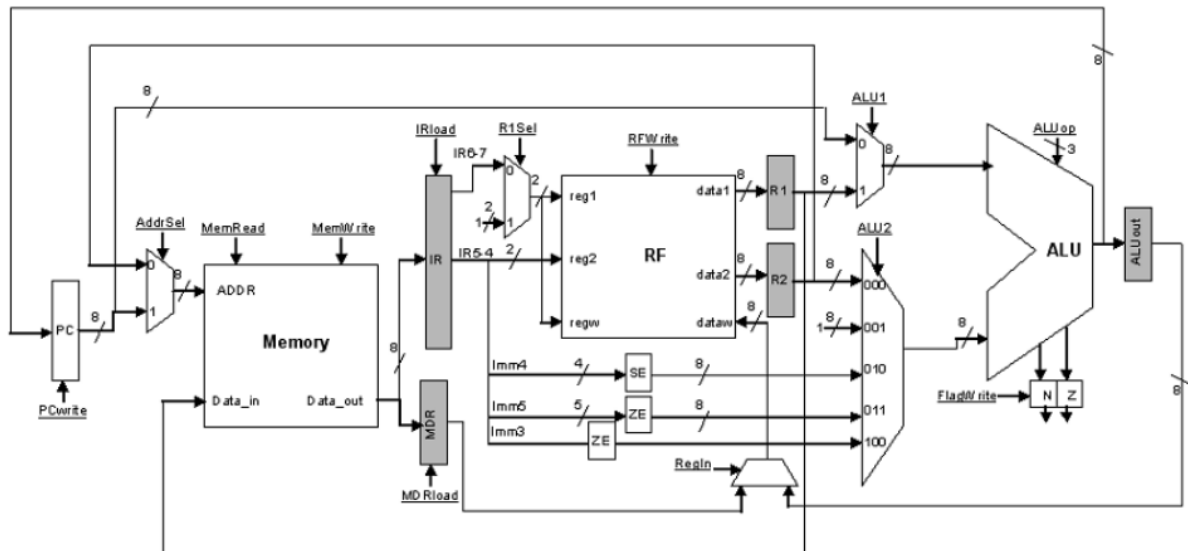 8
8
ALU1
ALUop
3
IRload
R1Sel
RFWrite
IR6-7
0
2
reg1
data1
8
R1
8
0
8
1
2
1
1
AddrSel
MemRead
MemWrite
IR
IR5-4
2
reg2
RF
data2
8
R2
8
ALU2
000
ALU
ALUout
0
8
ADDR
1
PC
8
Memory
8
regw
dataw
8
1
8
001
8
Imm4
4
SE
8
010
PCwrite
Data_in
Data_out
MDR
Imm5
5
ZE
8
011
FlagWrite
N
Z
8
Imm3
ZE
100
RegIn
MDRload